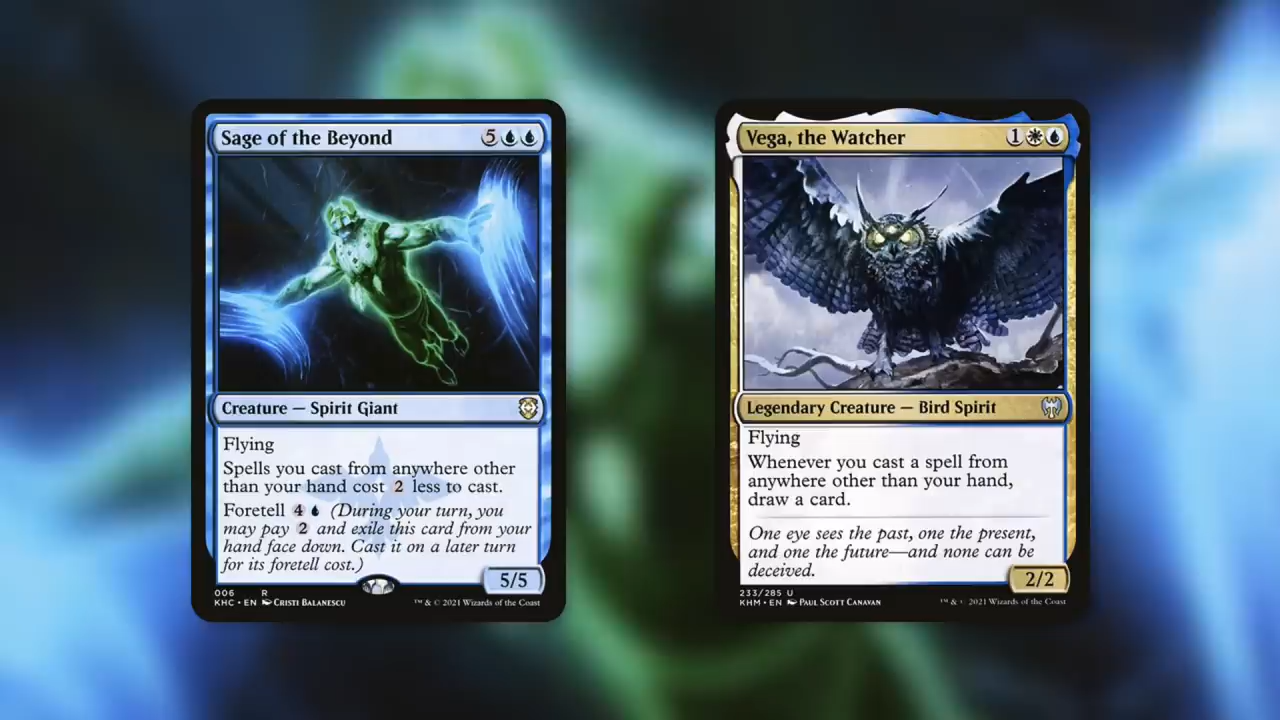 Sage of the Beyond 5
Creature — Spirit Giant
Flying
Spells you cast from anywhere other
than your hand cost 2 less to cast.
Foretell 4 (During your turn, you
may pay 2 and exile this card from your
hand face down. Cast it on a later turn
for its foretell cost.)
5/5
006 R
KHC • EN Cristi Balanescu
™ & © 2021 Wizards of the Coast
Vega, the Watcher 1
Legendary Creature — Bird Spirit
Flying
Whenever you cast a spell from
anywhere other than your hand,
draw a card.
One eye sees the past, one the present,
and one the future—and none can be
deceived.
2/2
233/285 U
KHM • EN Paul Scott Canavan
™ & © 2021 Wizards of the Coast